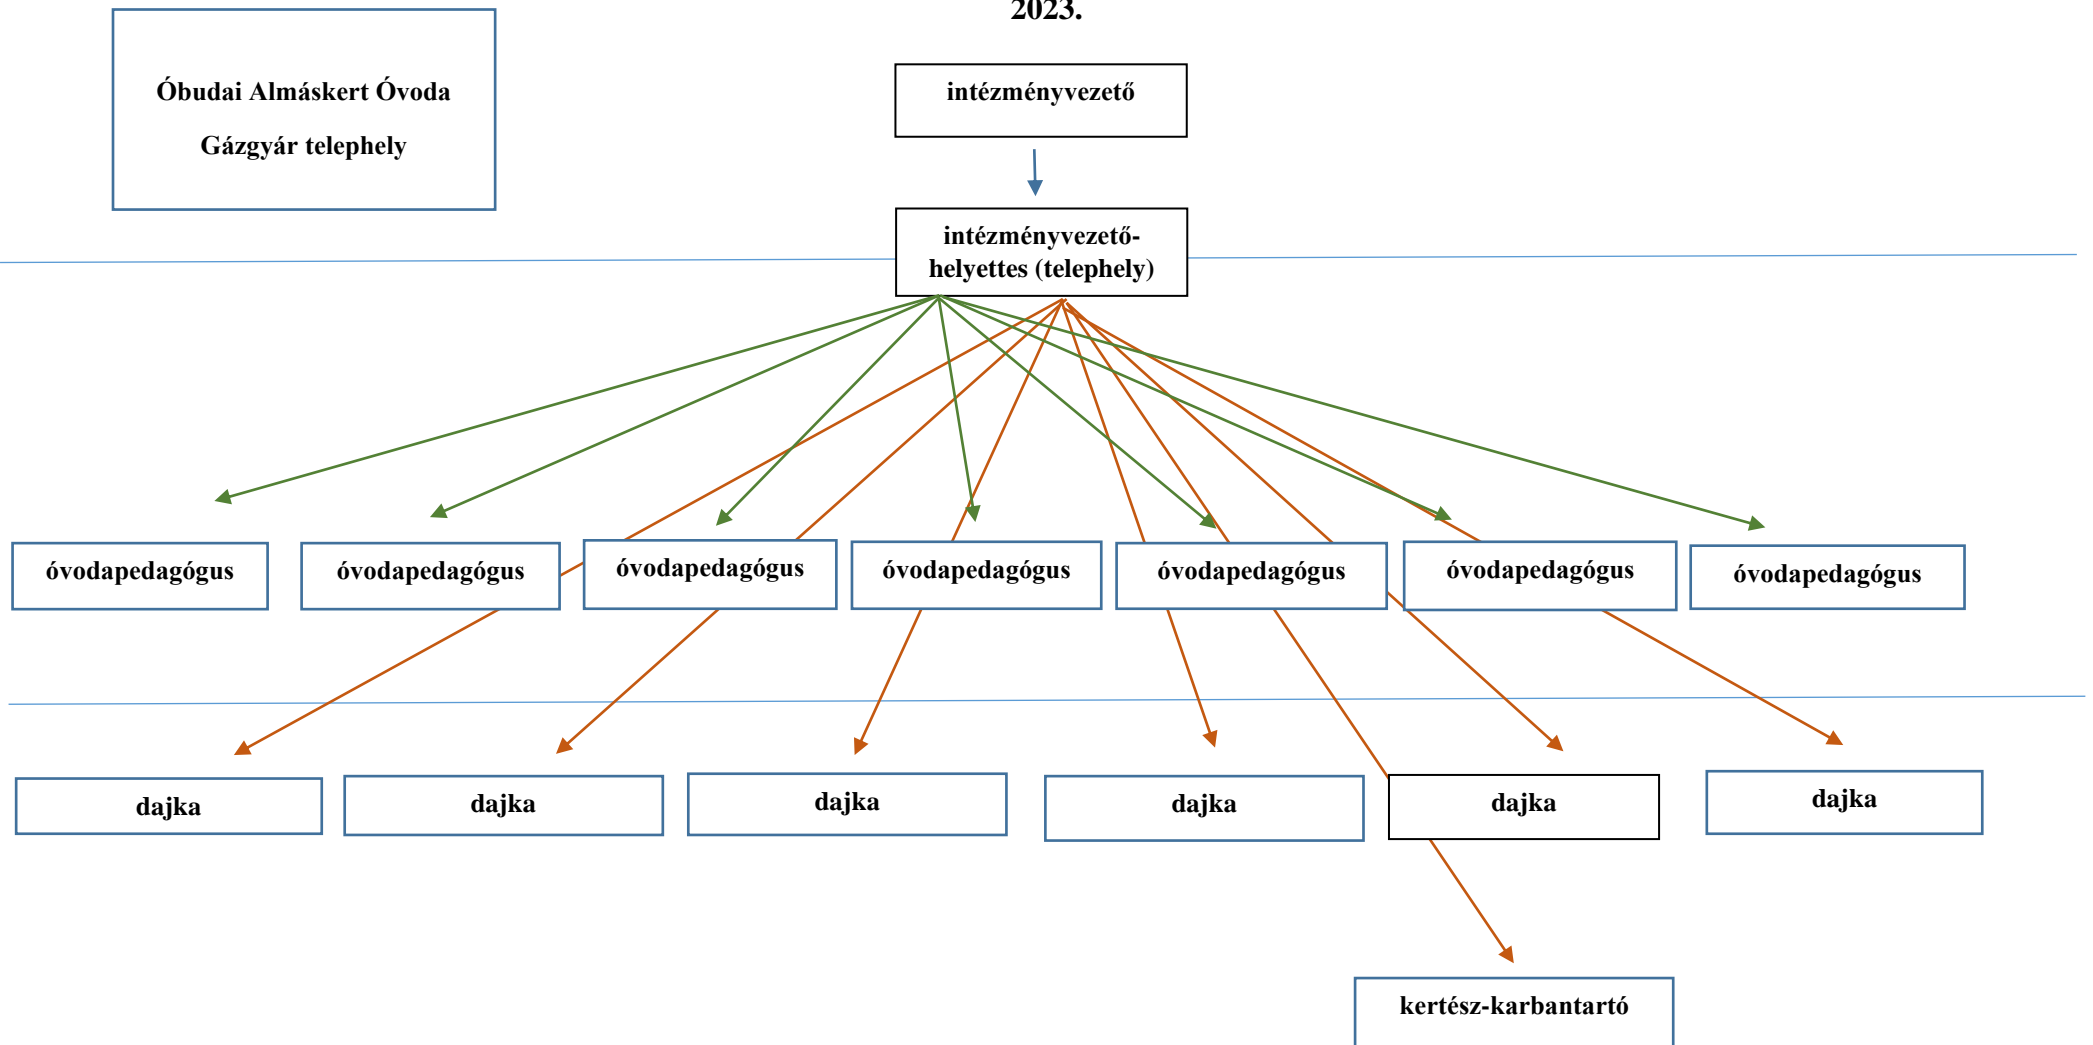 2023.
Óbudai Almáskert Óvoda
Gázgyár telephely
intézményvezető
intézményvezető-
helyettes (telephely)
óvodapedagógus
óvodapedagógus
óvodapedagógus
óvodapedagógus
óvodapedagógus
óvodapedagógus
óvodapedagógus
dajka
dajka
dajka
dajka
dajka
dajka
kertész-karbantartó